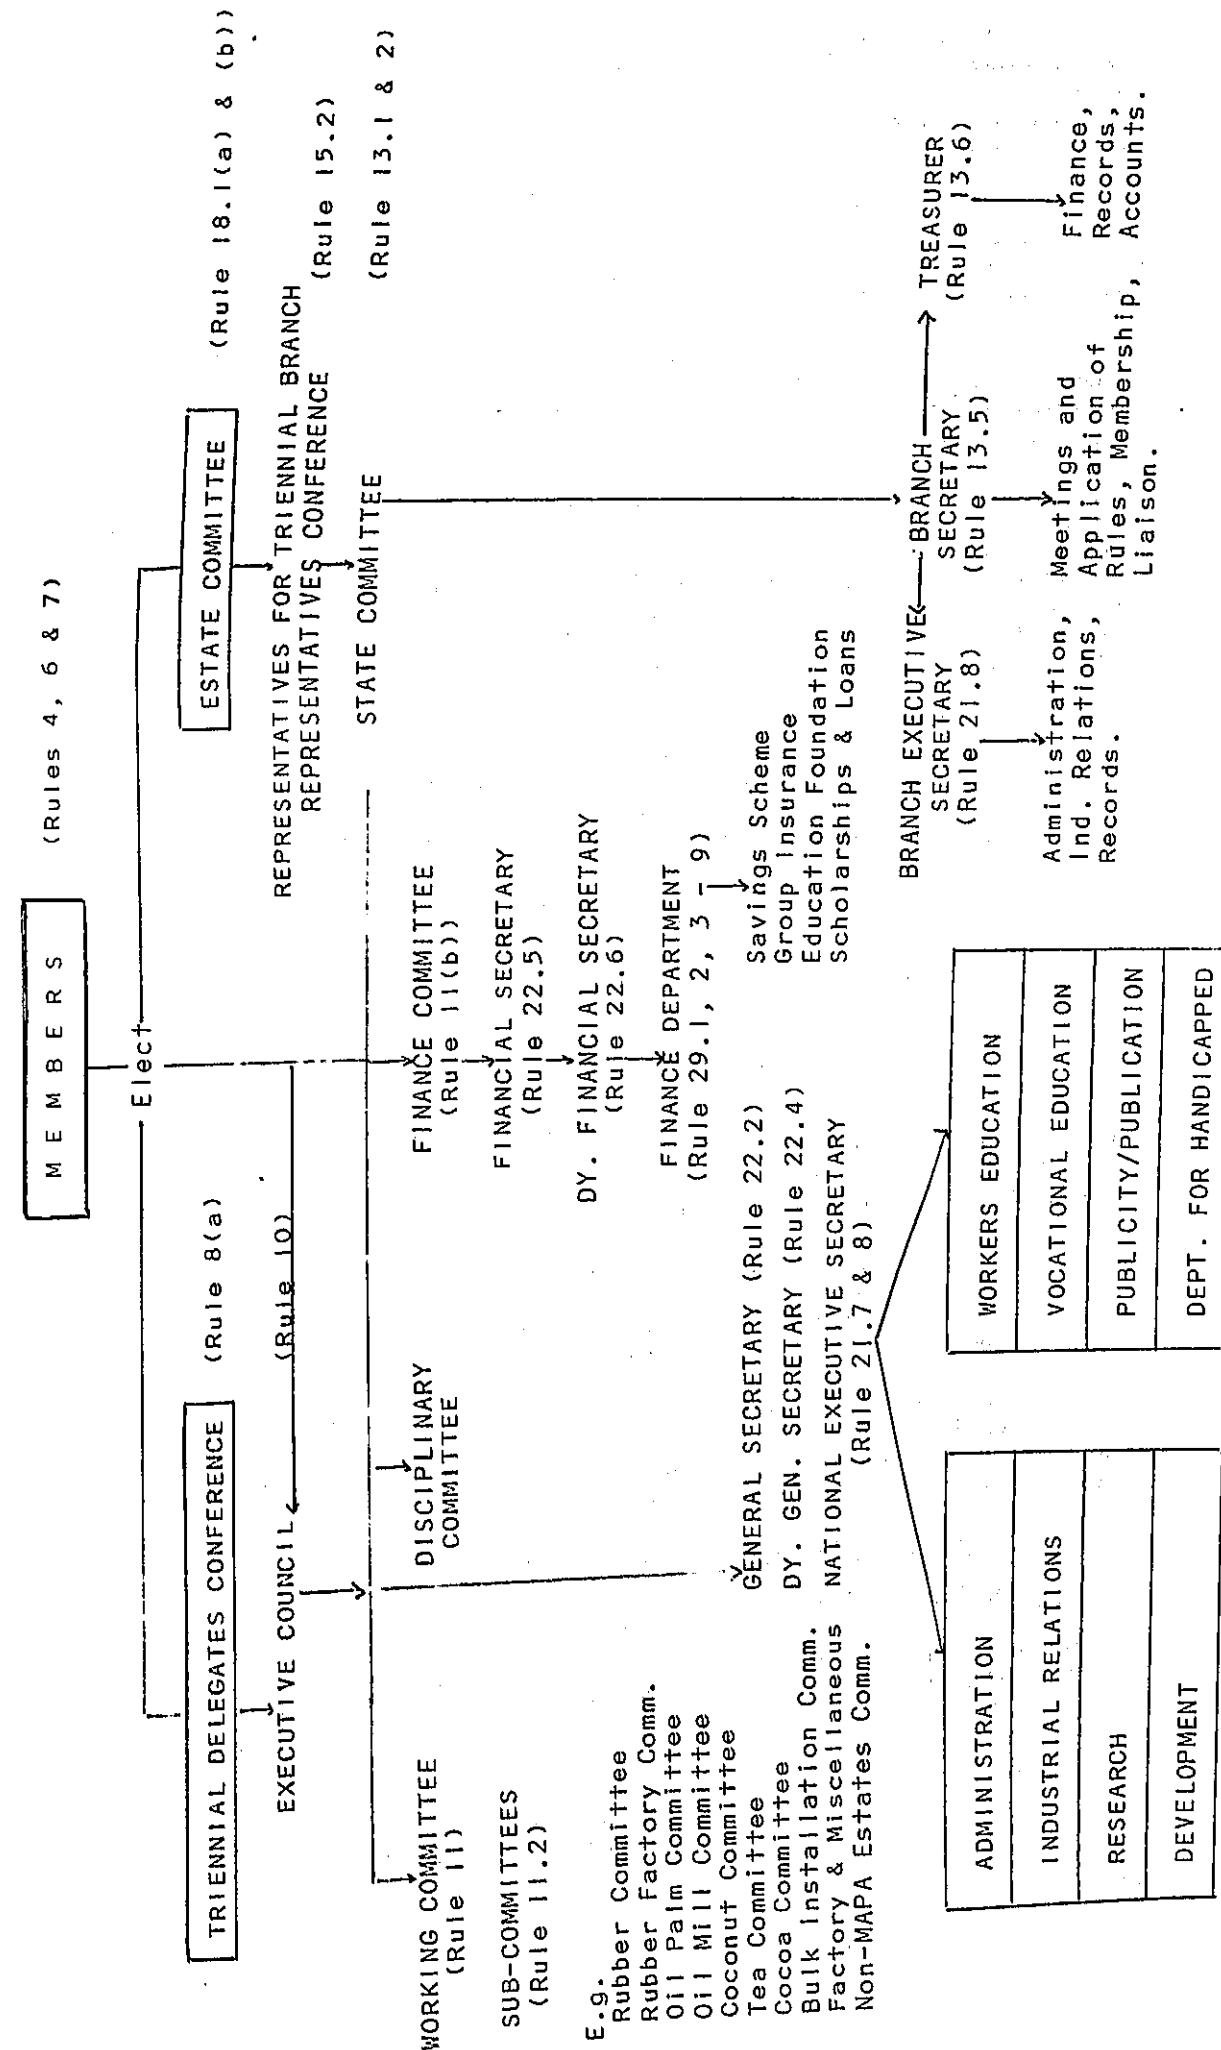 M E M B E R S
(Rules 4, 6 & 7)
Elect
TRIENNIAL DELEGATES CONFERENCE
(Rule 8(a)
ESTATE COMMITTEE
(Rule 18.1(a) & (b))
EXECUTIVE COUNCIL
(Rule 10)
REPRESENTATIVES FOR TRIENNIAL BRANCH
REPRESENTATIVES CONFERENCE
(Rule 15.2)
STATE COMMITTEE
(Rule 13.1 & 2)
WORKING COMMITTEE
(Rule 11)
SUB-COMMITTEES
(Rule 11.2)
E.g.
Rubber Committee
Rubber Factory Comm.
Oil Palm Committee
Oil Mill Committee
Coconut Committee
Tea Committee
Cocoa Committee
Bulk Installation Comm.
Factory & Miscellaneous
Non-MAPA Estates Comm.
DISCIPLINARY
COMMITTEE
FINANCE COMMITTEE
(Rule 11(b))
FINANCIAL SECRETARY
(Rule 22.5)
DY. FINANCIAL SECRETARY
(Rule 22.6)
FINANCE DEPARTMENT
(Rule 29.1, 2, 3 - 9)
Savings Scheme
Group Insurance
Education Foundation
Scholarships & Loans
GENERAL SECRETARY (Rule 22.2)
DY. GEN. SECRETARY (Rule 22.4)
NATIONAL EXECUTIVE SECRETARY
(Rule 21.7 & 8)
BRANCH EXECUTIVE
SECRETARY
(Rule 21.8)
Administration,
Ind. Relations,
Records.
BRANCH
SECRETARY
(Rule 13.5)
Meetings and
Application of
Rules, Membership,
Liaison.
TREASURER
(Rule 13.6)
Finance,
Records,
Accounts.
ADMINISTRATION
INDUSTRIAL RELATIONS
RESEARCH
DEVELOPMENT
WORKERS EDUCATION
VOCATIONAL EDUCATION
PUBLICITY/PUBLICATION
DEPT. FOR HANDICAPPED